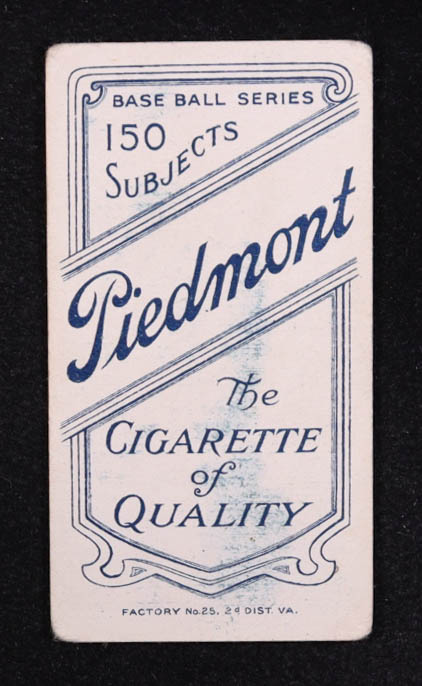 BASE BALL SERIES
150
SUBJECTS
Piedmont
The
CIGARETTE
of
QUALITY
FACTORY No. 25, 2d DIST. VA.